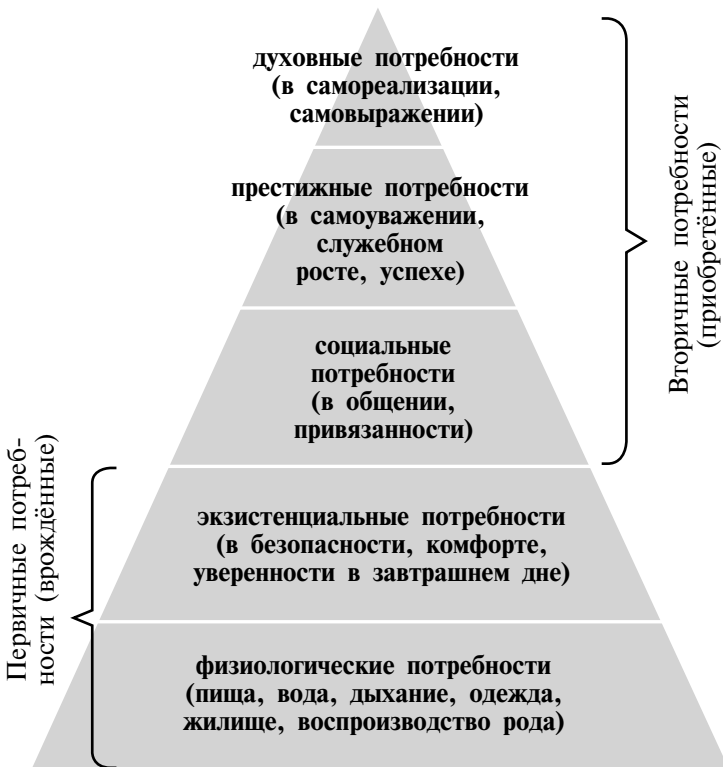 духовные потребности
(в самореализации,
самовыражении)
престижные потребности
(в самоуважении,
служебном
росте, успехе)
социальные
потребности
(в общении,
привязанности)
Вторичные потребности
(приобретённые)
экзистенциальные потребности
(в безопасности, комфорте,
уверенности в завтрашнем дне)
физиологические потребности
(пища, вода, дыхание, одежда,
жилище, воспроизводство рода)
Первичные потреб-
ности (врождённые)